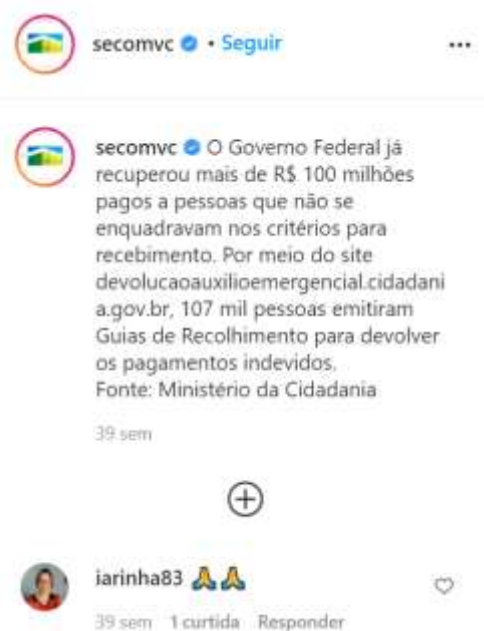 secomvc • Seguir
secomvc O Governo Federal já
recuperou mais de R$ 100 milhões
pagos a pessoas que não se
enquadravam nos critérios para
recebimento. Por meio do site
devolucaoauxilioemergencial.cidadani
a.gov.br, 107 mil pessoas emitiram
Guias de Recolhimento para devolver
os pagamentos indevidos.
Fonte: Ministério da Cidadania
39 sem
iarinha83 🙏🙏
39 sem 1 curtida Responder